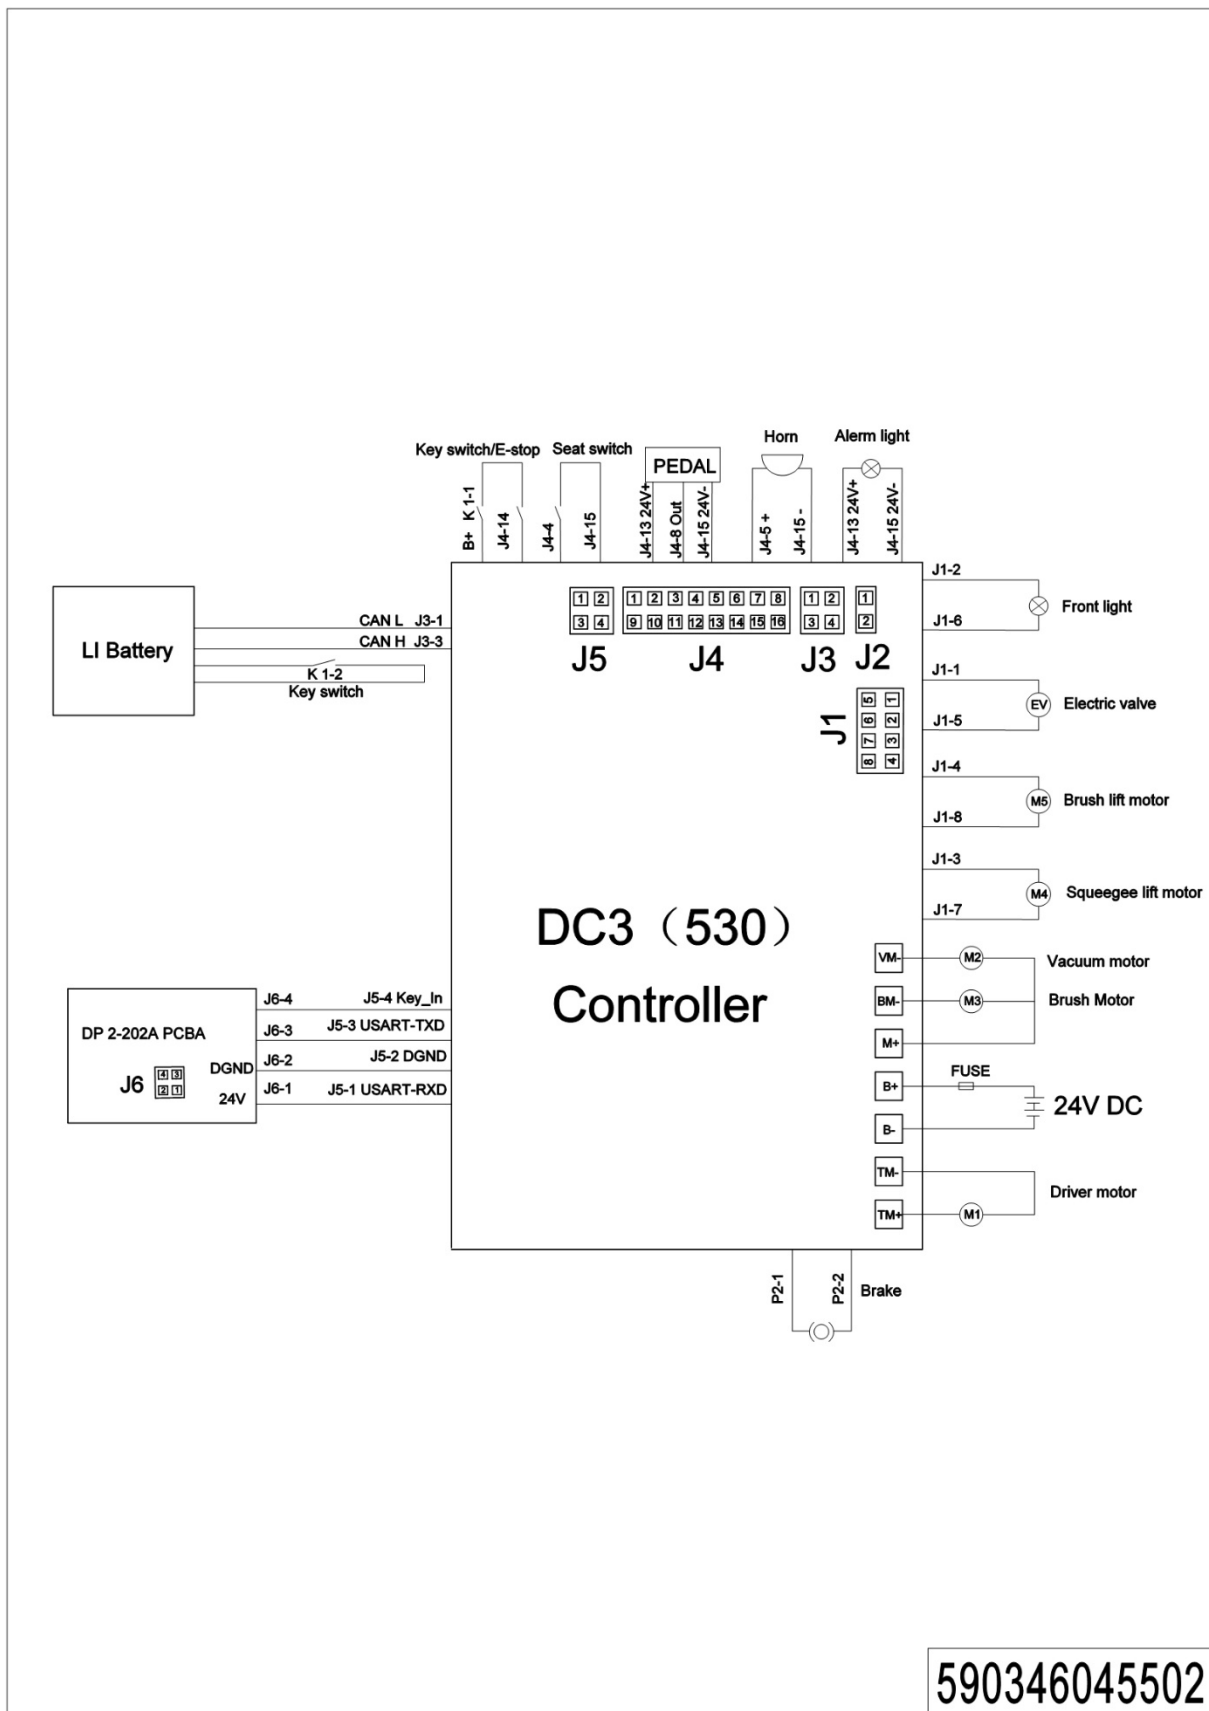 Key switch/E-stop
Seat switch
PEDAL
Horn
Alerm light
B+ K 1-1
J4-14
J4-4
J4-15
J4-13 24V+
J4-8 Out
J4-15 24V-
J4-5 +
J4-15 -
J4-13 24V+
J4-15 24V-
LI Battery
CAN L J3-1
CAN H J3-3
K 1-2
Key switch
1 2
3 4
J5
1 2 3 4 5 6 7 8
9 10 11 12 13 14 15 16
J4
1 2
3 4
J3
1
2
J2
J1
5 1
6 2
7 3
8 4
J1-2
J1-6
Front light
J1-1
J1-5
EV
Electric valve
J1-4
J1-8
M5
Brush lift motor
J1-3
J1-7
M4
Squeegee lift motor
DC3（530）
Controller
VM-
M2
Vacuum motor
BM-
M3
Brush Motor
M+
B+
FUSE
24V DC
B-
TM-
Driver motor
TM+
M1
DP 2-202A PCBA
J6
4 3
2 1
DGND
24V
J6-4 J5-4 Key_In
J6-3 J5-3 USART-TXD
J6-2 J5-2 DGND
J6-1 J5-1 USART-RXD
P2-1
P2-2
Brake
590346045502